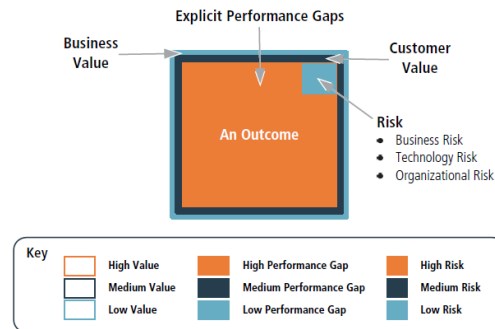 Explicit Performance Gaps
Business
Value
Customer
Value
An Outcome
Risk
• Business Risk
• Technology Risk
• Organizational Risk
Key
High Value
High Performance Gap
High Risk
Medium Value
Medium Performance Gap
Medium Risk
Low Value
Low Performance Gap
Low Risk